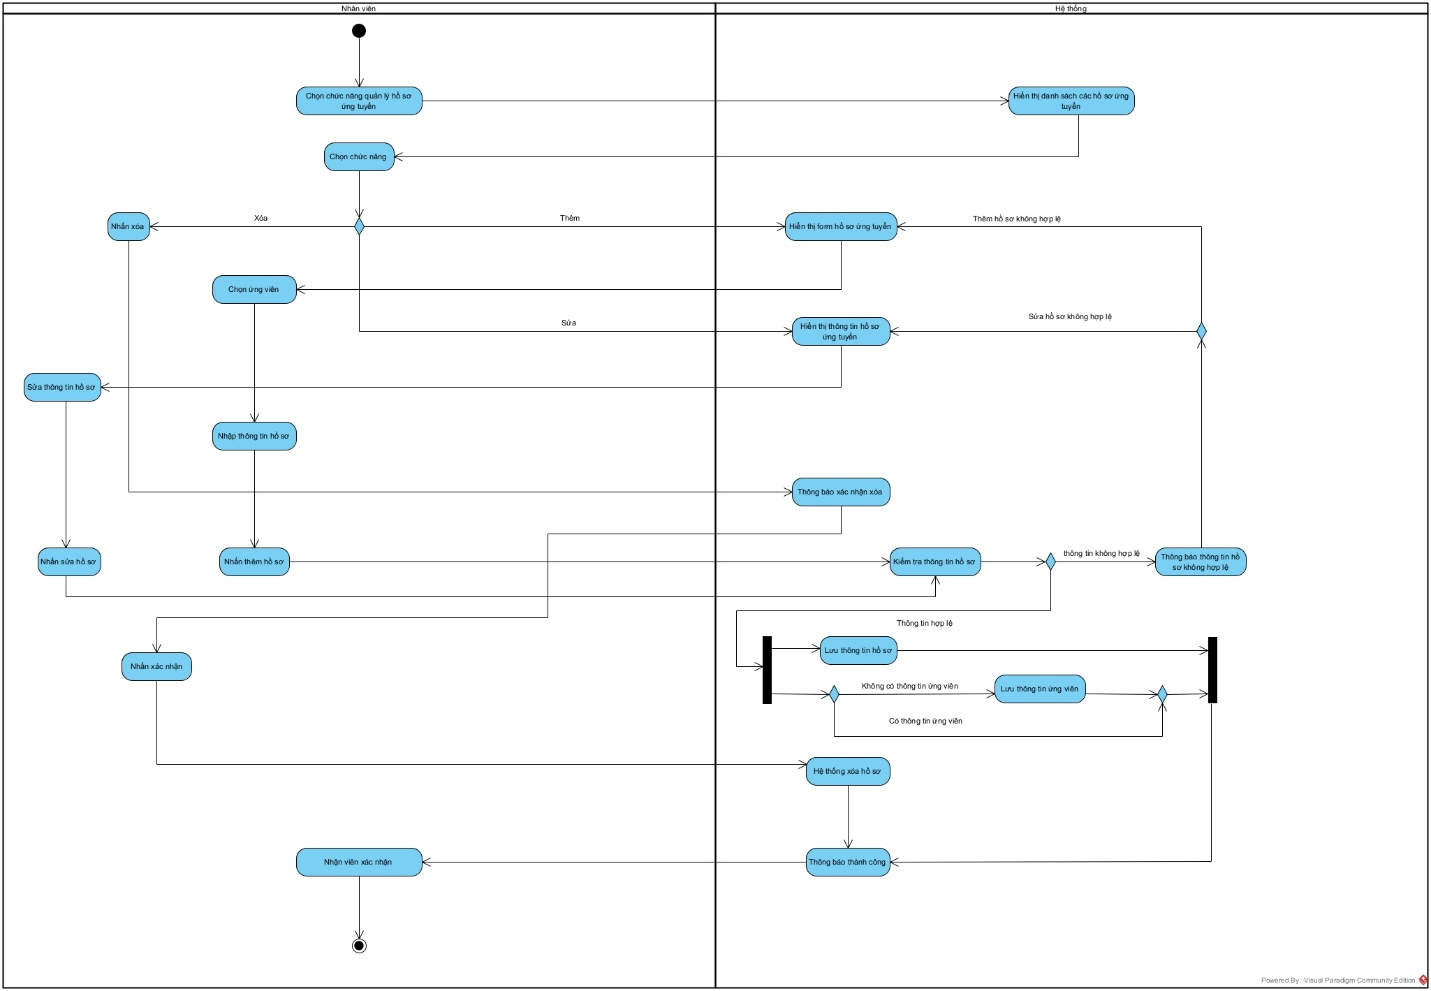 Nhân viên
Hệ thống
Chọn chức năng quản lý hồ sơ
ứng tuyển
Hiển thị danh sách các hồ sơ ứng
tuyển
Chọn chức năng
Nhấn xóa
Xóa
Thêm
Hiển thị form hồ sơ ứng tuyển
Thêm hồ sơ không hợp lệ
Chọn ứng viên
Sửa
Hiển thị thông tin hồ sơ
ứng tuyển
Sửa hồ sơ không hợp lệ
Sửa thông tin hồ sơ
Nhập thông tin hồ sơ
Thông báo xác nhận xóa
Nhấn sửa hồ sơ
Nhấn thêm hồ sơ
Kiểm tra thông tin hồ sơ
thông tin không hợp lệ
Thông báo thông tin hồ
sơ không hợp lệ
Thông tin hợp lệ
Nhấn xác nhận
Lưu thông tin hồ sơ
Không có thông tin ứng viên
Lưu thông tin ứng viên
Có thông tin ứng viên
Hệ thống xóa hồ sơ
Nhận viên xác nhận
Thông báo thành công
Powered By Visual Paradigm Community Edition